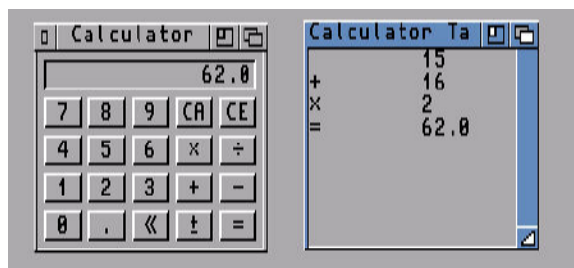 Calculator
62.0
7 8 9 CA CE
4 5 6 × ÷
1 2 3 + −
0 . « ± =
Calculator Ta
15
+ 16
× 2
= 62.0